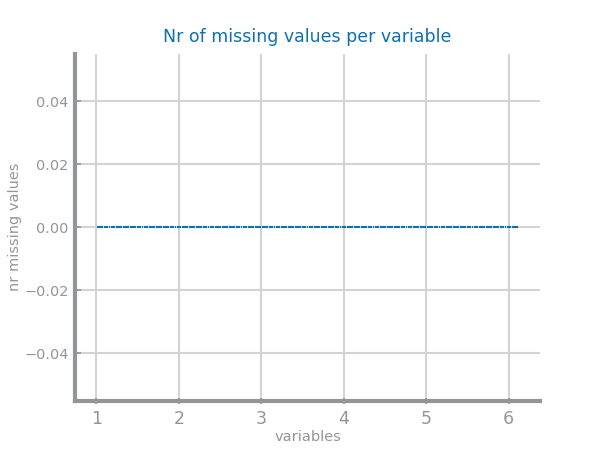 Nr of missing values per variable
0.04
0.02
0.00
−0.02
−0.04
nr missing values
1 2 3 4 5 6
variables